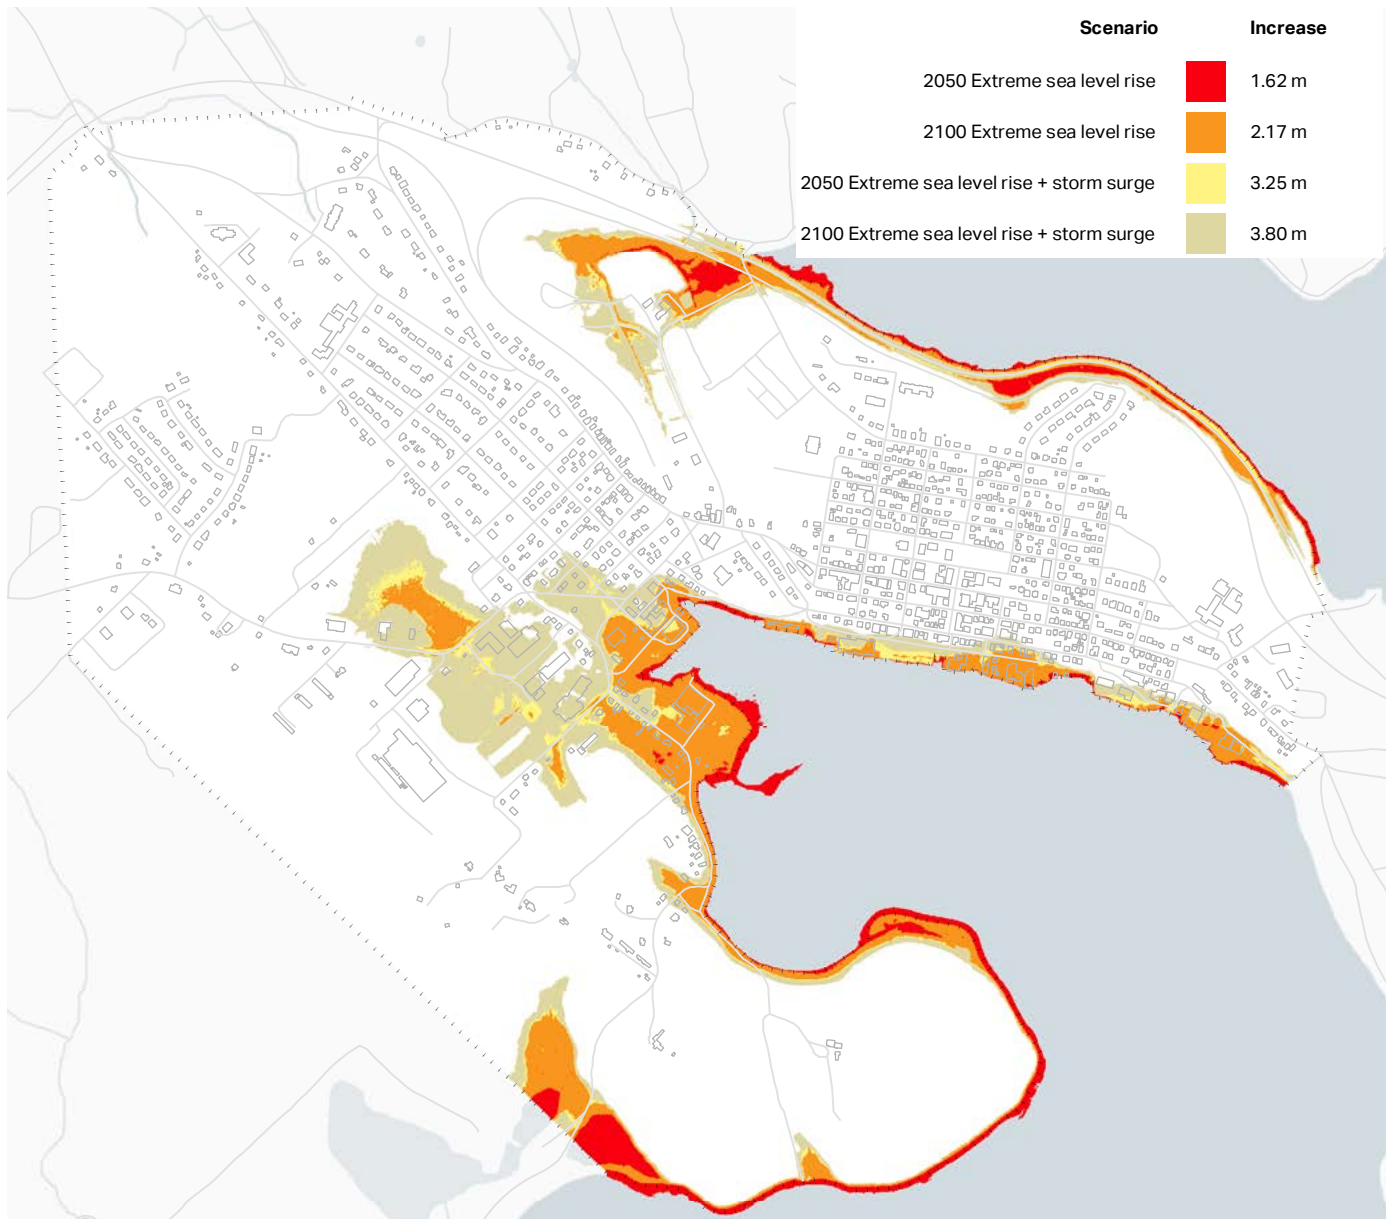 Scenario Increase
2050 Extreme sea level rise 1.62 m
2100 Extreme sea level rise 2.17 m
2050 Extreme sea level rise + storm surge 3.25 m
2100 Extreme sea level rise + storm surge 3.80 m